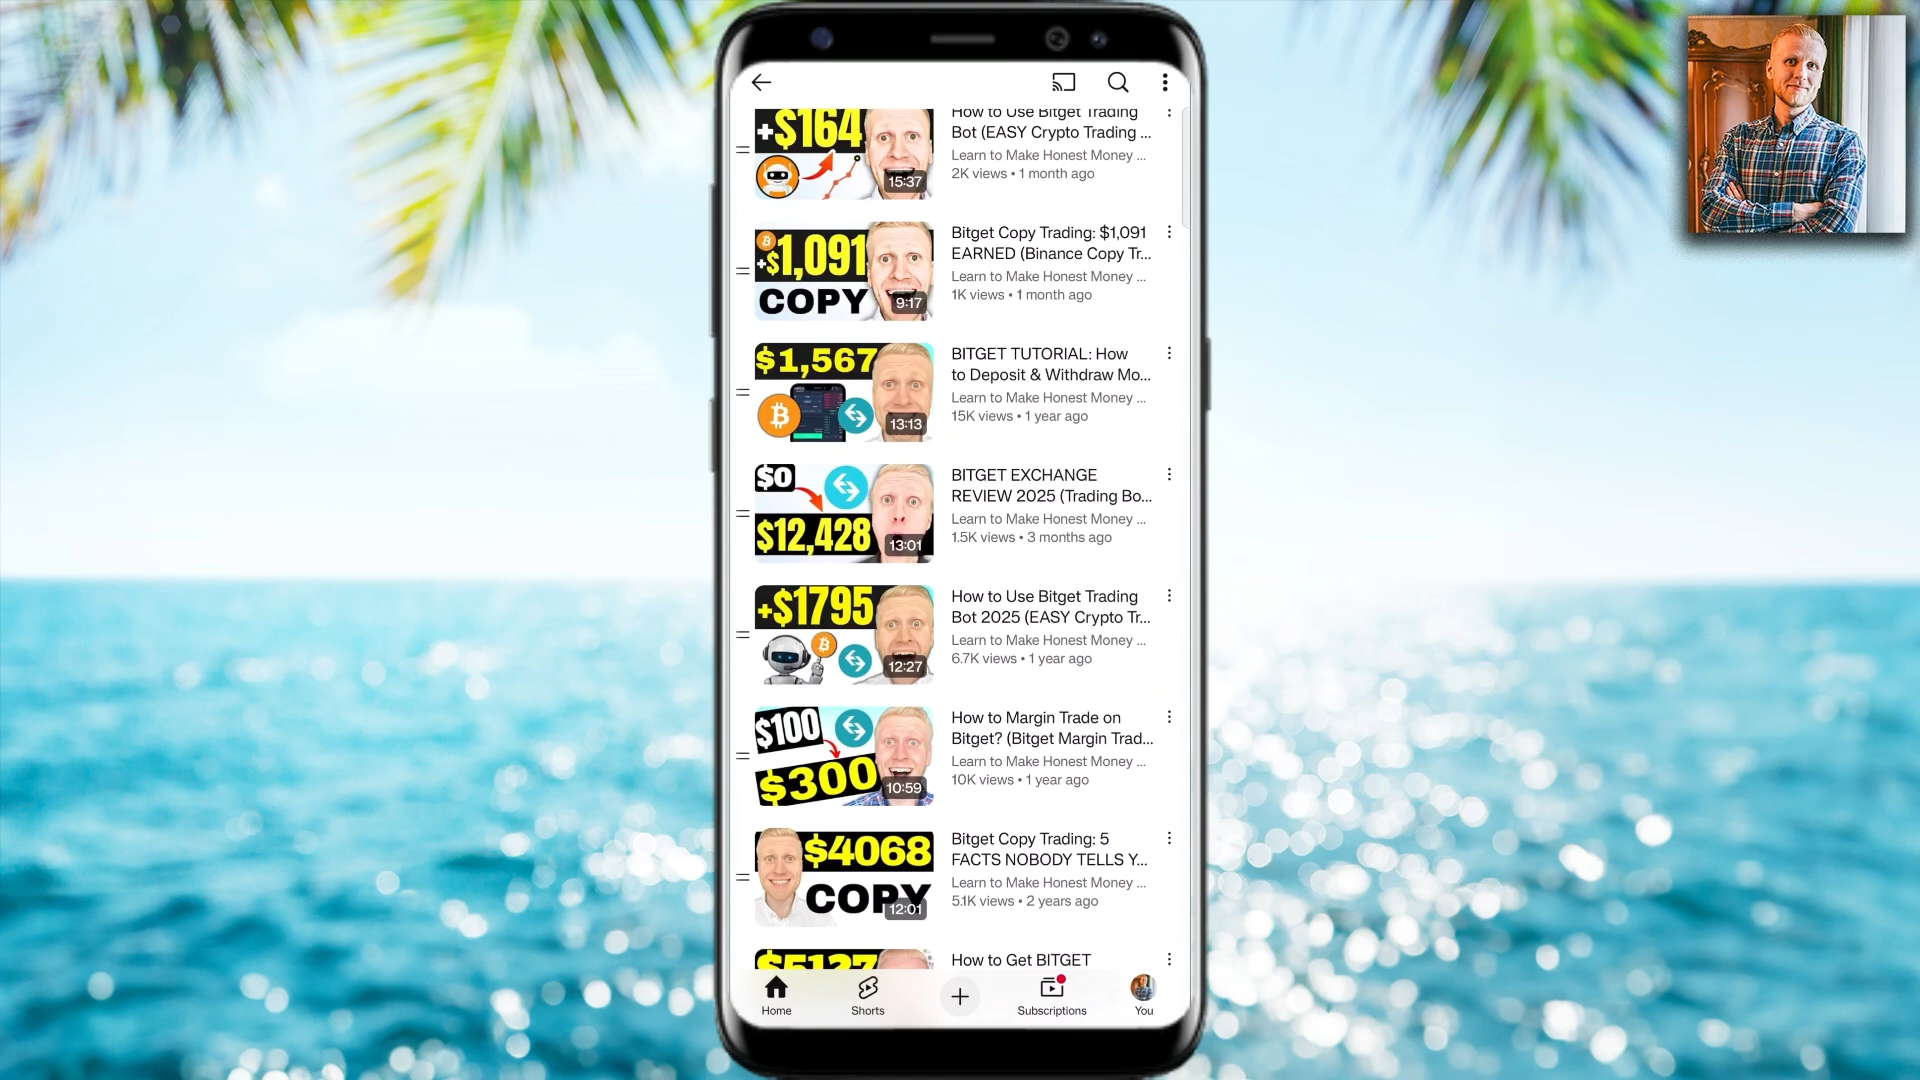 +$164
15:37
How to Use Bitget Trading
Bot (EASY Crypto Trading ...
Learn to Make Honest Money ...
2K views • 1 month ago
+$1,091
COPY
9:17
Bitget Copy Trading: $1,091
EARNED (Binance Copy Tr...
Learn to Make Honest Money ...
1K views • 1 month ago
$1,567
13:13
BITGET TUTORIAL: How
to Deposit & Withdraw Mo...
Learn to Make Honest Money ...
15K views • 1 year ago
$0
$12,428
13:01
BITGET EXCHANGE
REVIEW 2025 (Trading Bo...
Learn to Make Honest Money ...
1.5K views • 3 months ago
+$1795
12:27
How to Use Bitget Trading
Bot 2025 (EASY Crypto Tr...
Learn to Make Honest Money ...
6.7K views • 1 year ago
$100
$300
10:59
How to Margin Trade on
Bitget? (Bitget Margin Trad...
Learn to Make Honest Money ...
10K views • 1 year ago
$4068
COPY
12:01
Bitget Copy Trading: 5
FACTS NOBODY TELLS Y...
Learn to Make Honest Money ...
5.1K views • 2 years ago
$5127
How to Get BITGET
Home
Shorts
Subscriptions
You